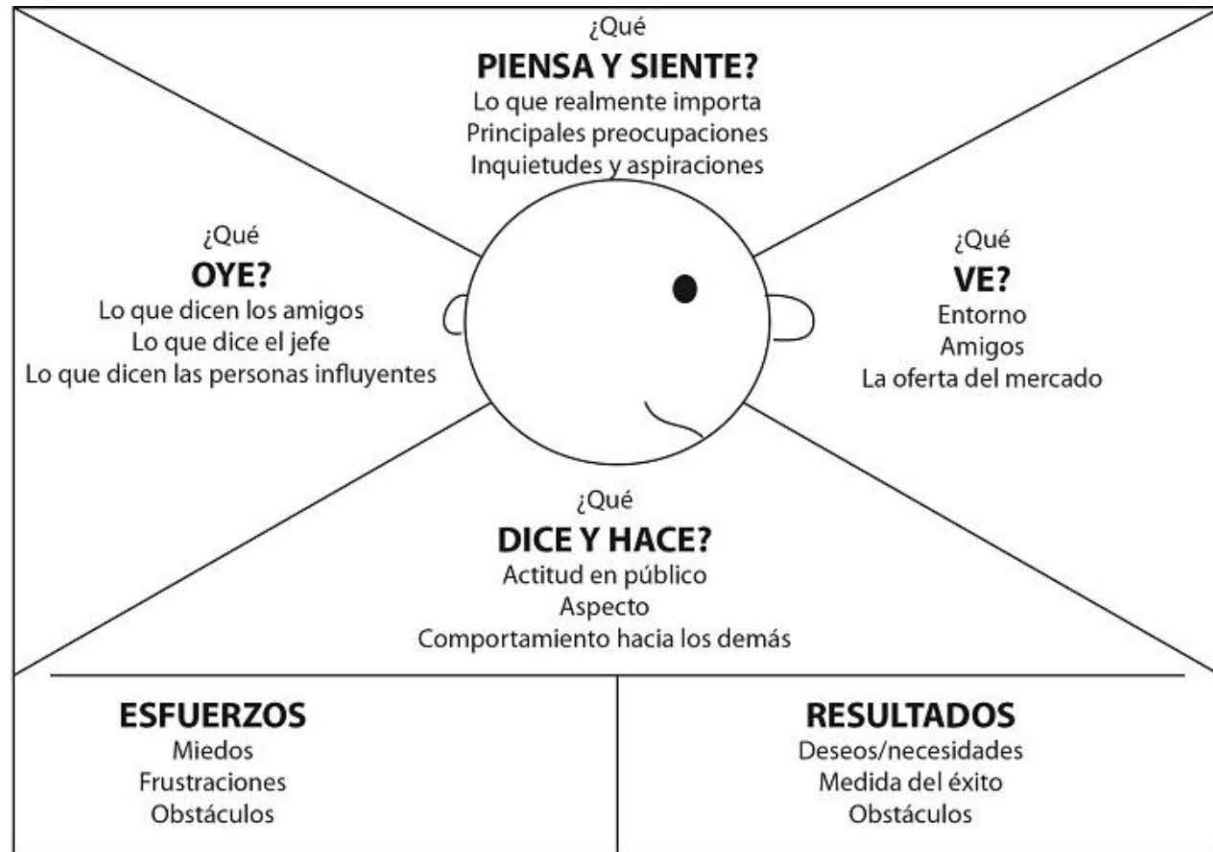 ¿Qué
PIENSA Y SIENTE?
Lo que realmente importa
Principales preocupaciones
Inquietudes y aspiraciones
¿Qué
OYE?
Lo que dicen los amigos
Lo que dice el jefe
Lo que dicen las personas influyentes
¿Qué
VE?
Entorno
Amigos
La oferta del mercado
¿Qué
DICE Y HACE?
Actitud en público
Aspecto
Comportamiento hacia los demás
ESFUERZOS
Miedos
Frustraciones
Obstáculos
RESULTADOS
Deseos/necesidades
Medida del éxito
Obstáculos